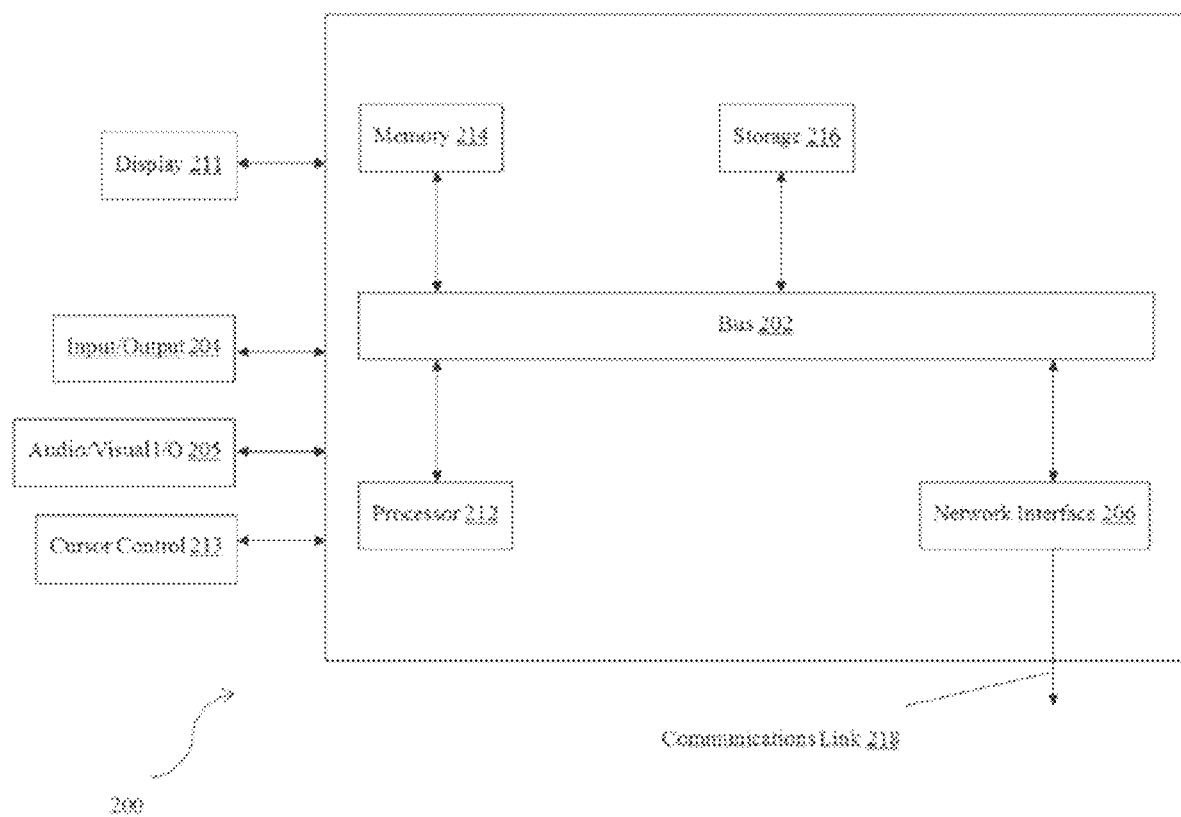 Memory 214
Storage 216
Display 211
Bus 202
Input/Output 204
Audio/Visual I/O 205
Processor 212
Network Interface 206
Cursor Control 213
Communications Link 218
200